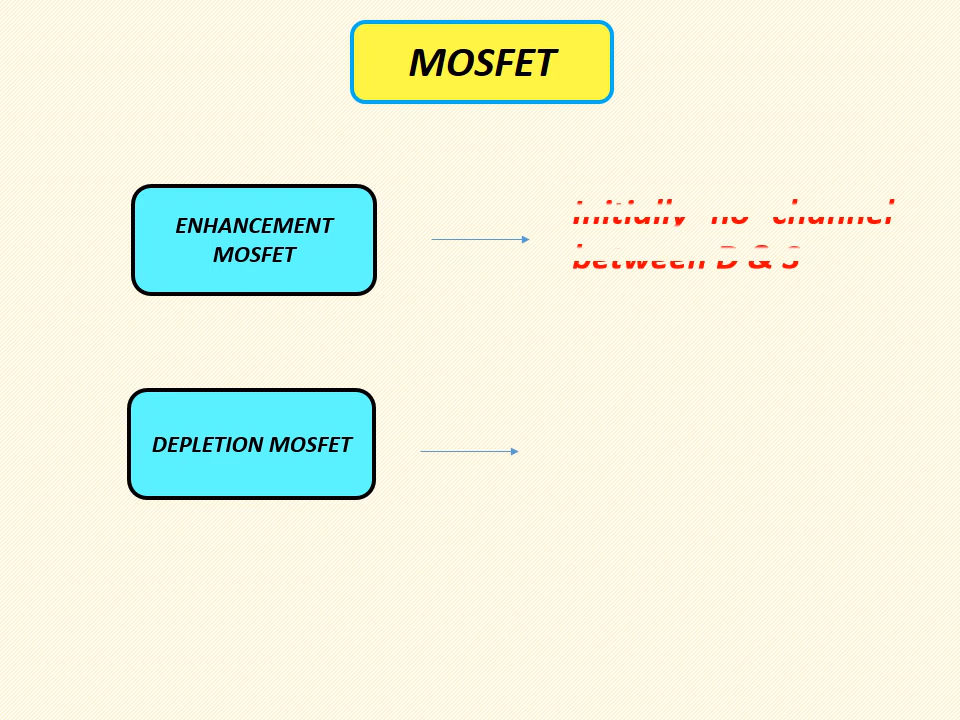 MOSFET
ENHANCEMENT
MOSFET
Initially no channel
between D & S
DEPLETION MOSFET